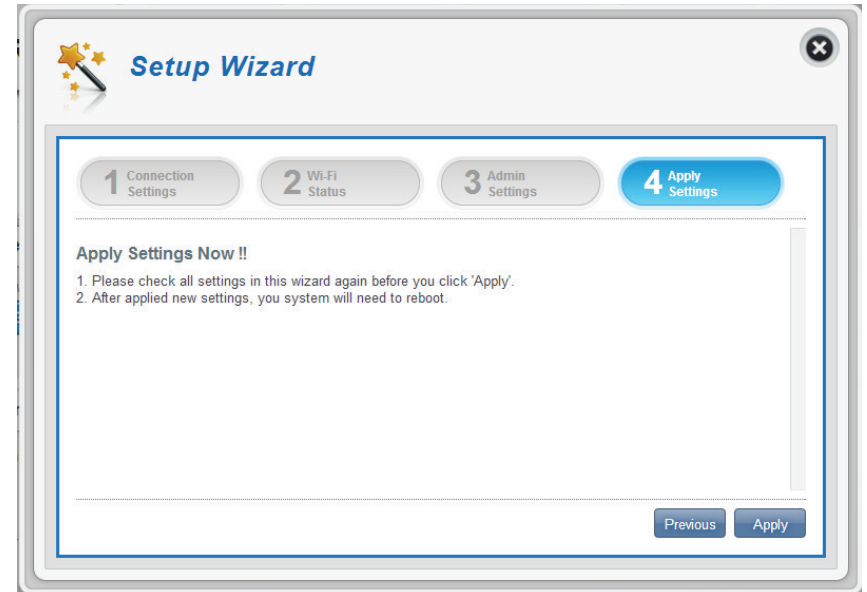 Setup Wizard
1 Connection Settings
2 Wi-Fi Status
3 Admin Settings
4 Apply Settings
Apply Settings Now !!
1. Please check all settings in this wizard again before you click 'Apply'.
2. After applied new settings, you system will need to reboot.
Previous
Apply